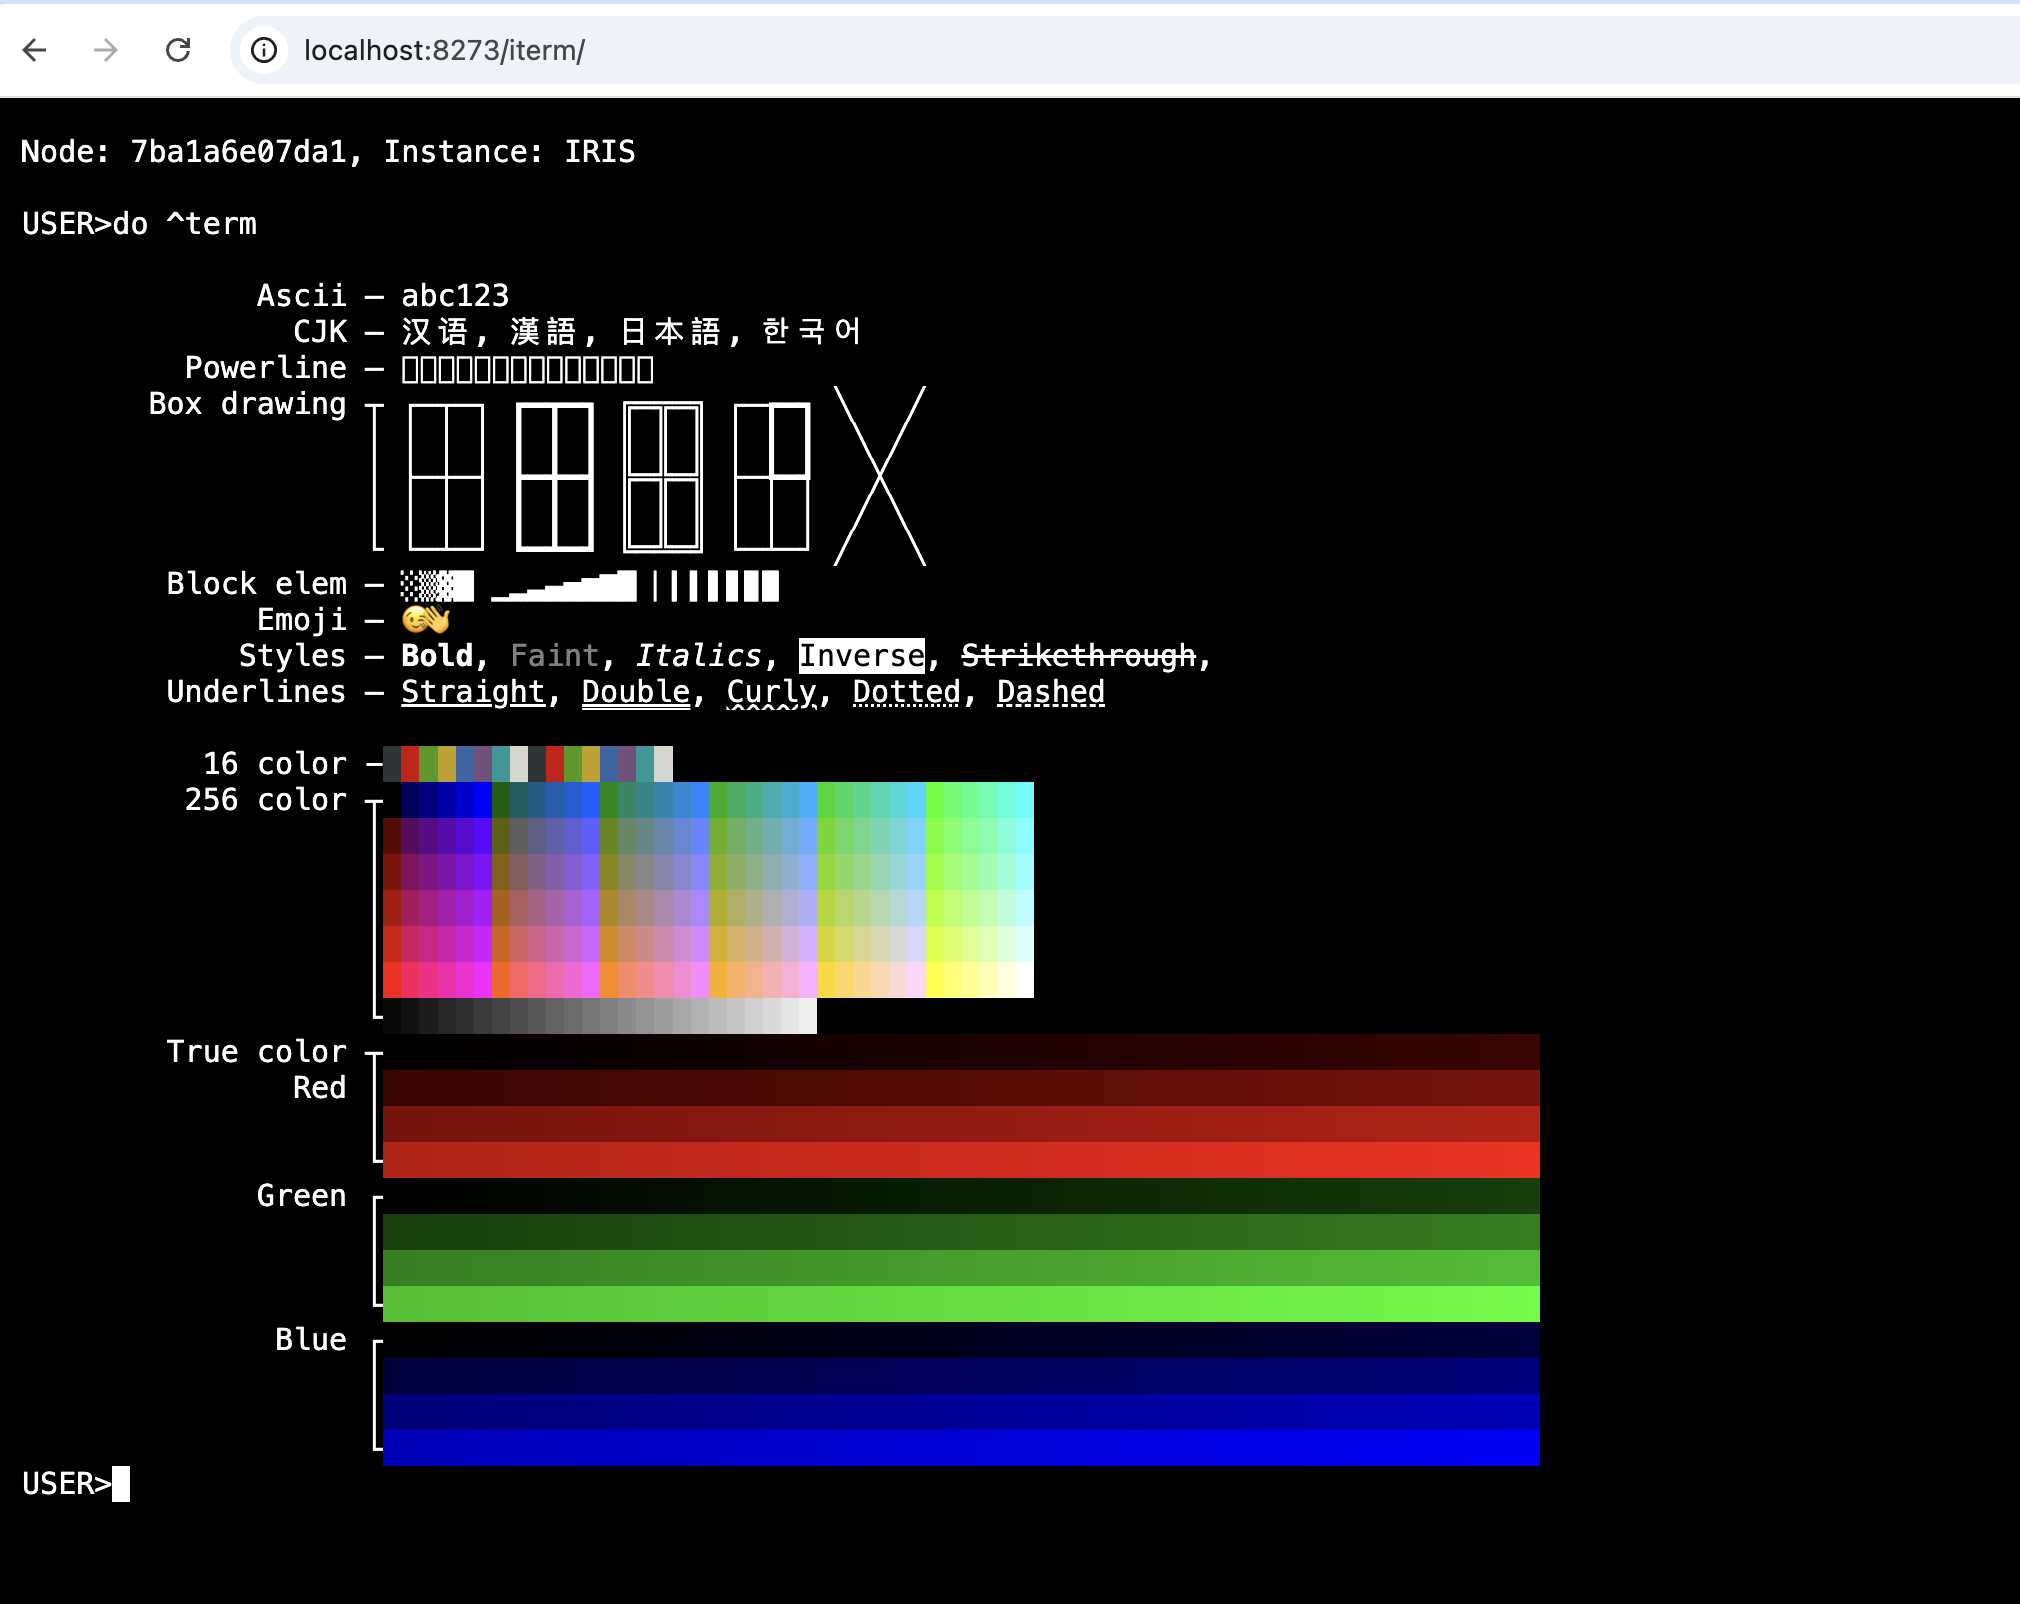 localhost:8273/iterm/
Node: 7ba1a6e07da1, Instance: IRIS
USER>do ^term
Ascii — abc123
CJK — 汉语, 漢語, 日本語, 한국어
Powerline —
Box drawing
Block elem —
Emoji — 😉👋
Styles — Bold, Faint, Italics, Inverse, Strikethrough,
Underlines — Straight, Double, Curly, Dotted, Dashed
16 color —
256 color
True color
Red
Green
Blue
USER>